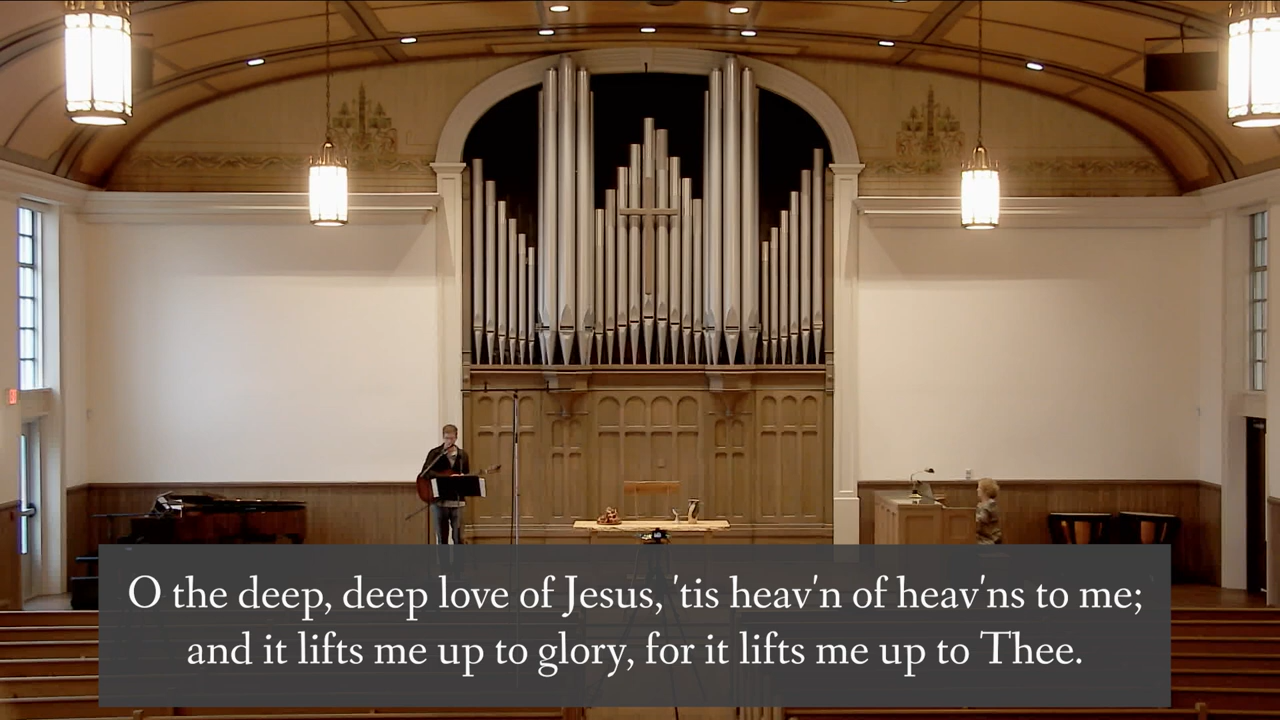 O the deep, deep love of Jesus, 'tis heav'n of heav'ns to me;
and it lifts me up to glory, for it lifts me up to Thee.